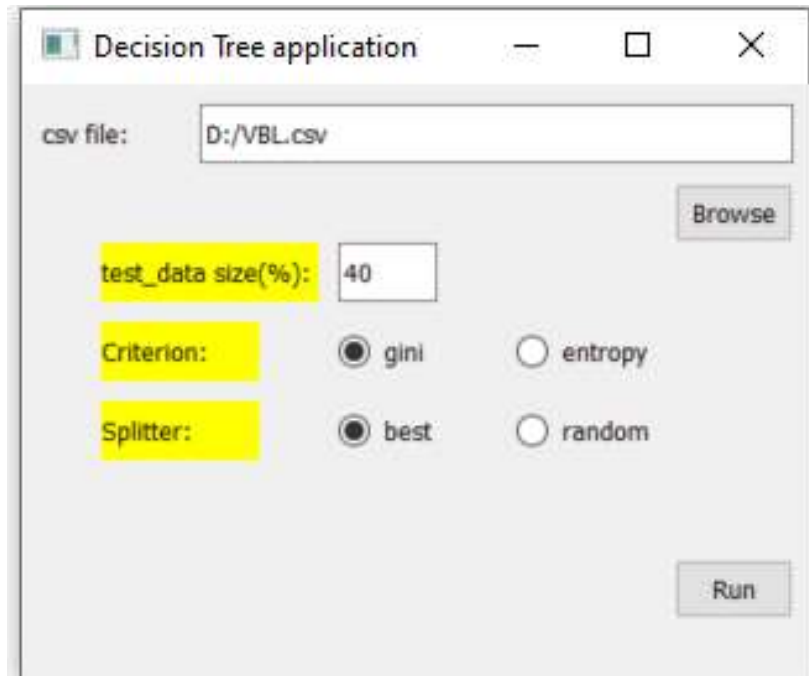 Decision Tree application
csv file: D:/VBL.csv
Browse
test_data size(%): 40
Criterion: gini entropy
Splitter: best random
Run